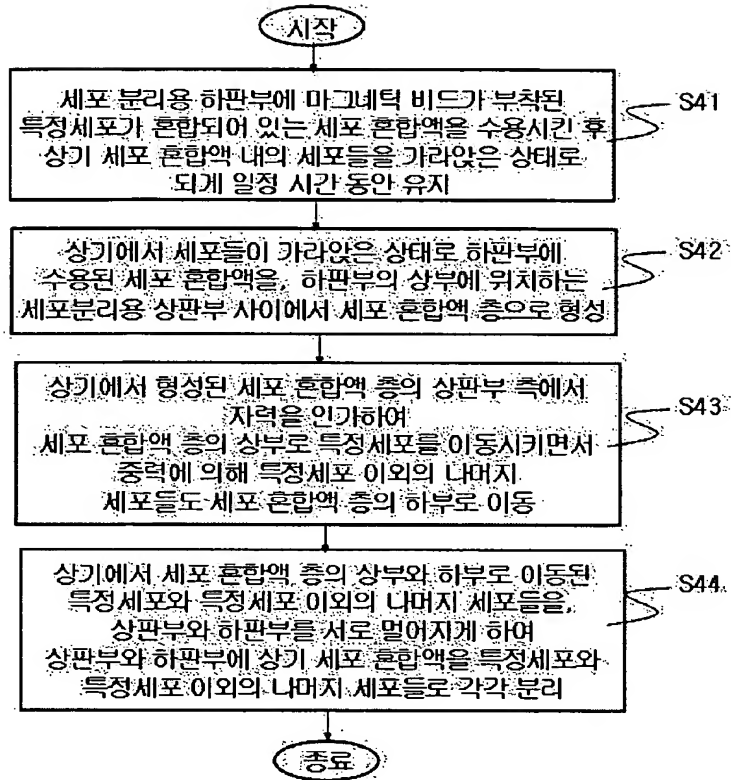 시작
세포 분리용 하판부에 마그네틱 비드가 부착된
특정세포가 혼합되어 있는 세포 혼합액을 수용시킨 후
상기 세포 혼합액 내의 세포들을 가라앉은 상태로
되게 일정 시간 동안 유지
S41
상기에서 세포들이 가라앉은 상태로 하판부에
수용된 세포 혼합액을, 하판부의 상부에 위치하는
세포분리용 상판부 사이에서 세포 혼합액 층으로 형성
S42
상기에서 형성된 세포 혼합액 층의 상판부 측에서
자력을 인가하여
세포 혼합액 층의 상부로 특정세포를 이동시키면서
중력에 의해 특정세포 이외의 나머지
세포들도 세포 혼합액 층의 하부로 이동
S43
상기에서 세포 혼합액 층의 상부와 하부로 이동된
특정세포와 특정세포 이외의 나머지 세포들을,
상판부와 하판부를 서로 멀어지게 하여
상판부와 하판부에 상기 세포 혼합액을 특정세포와
특정세포 이외의 나머지 세포들로 각각 분리
S44
종료